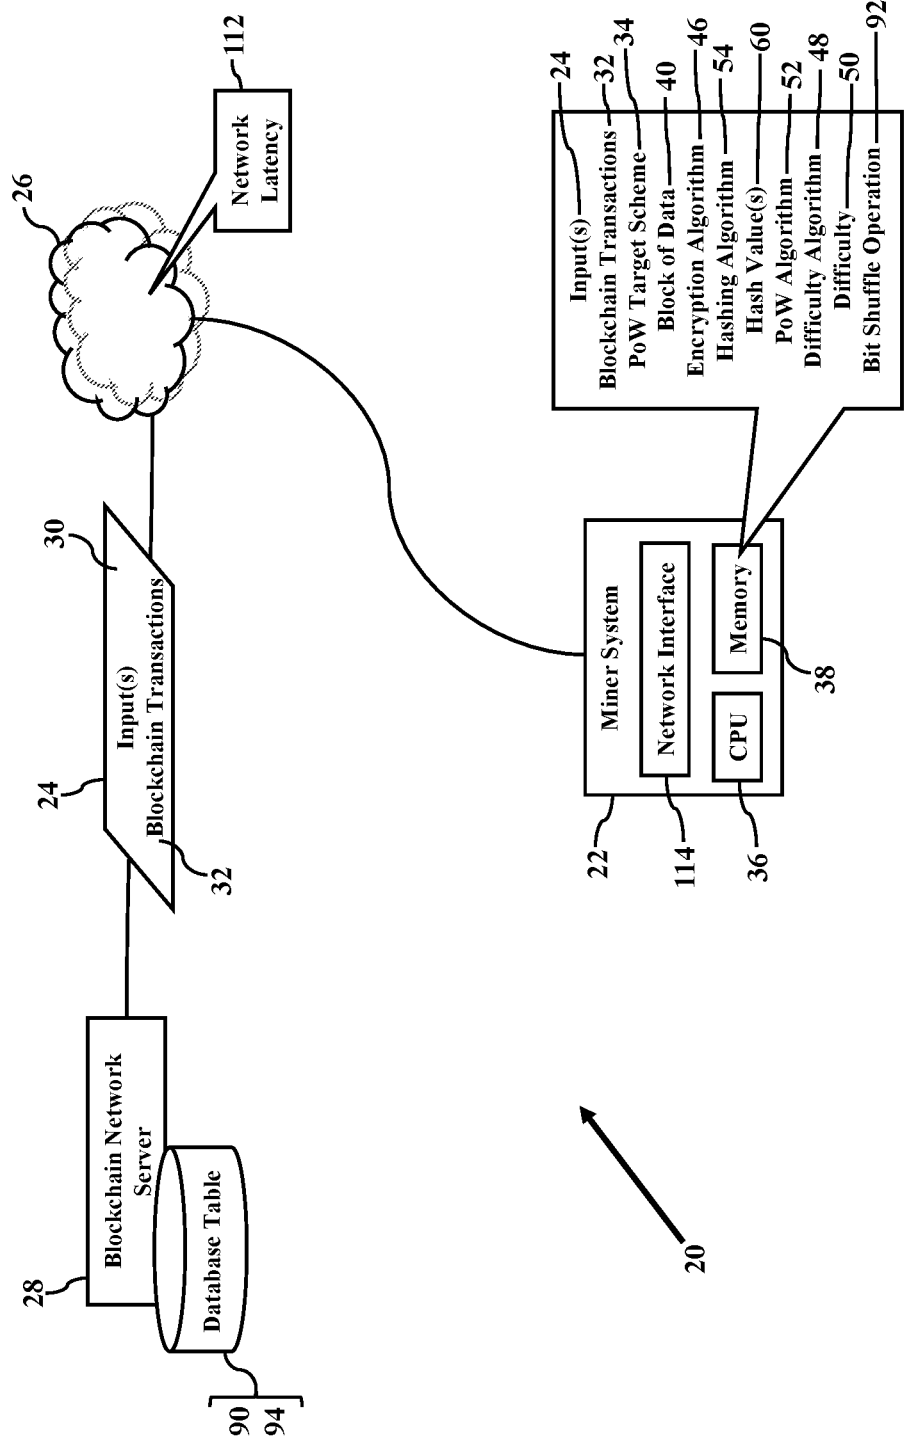 28
Blockchain Network
Server
Database Table
90
94
24
30
Input(s)
Blockchain Transactions
32
26
Network
Latency
112
20
22
Miner System
Network Interface
114
CPU
36
Memory
38
Input(s) 24
Blockchain Transactions 32
PoW Target Scheme 34
Block of Data 40
Encryption Algorithm 46
Hashing Algorithm 54
Hash Value(s) 60
PoW Algorithm 52
Difficulty Algorithm 48
Difficulty 50
Bit Shuffle Operation 92